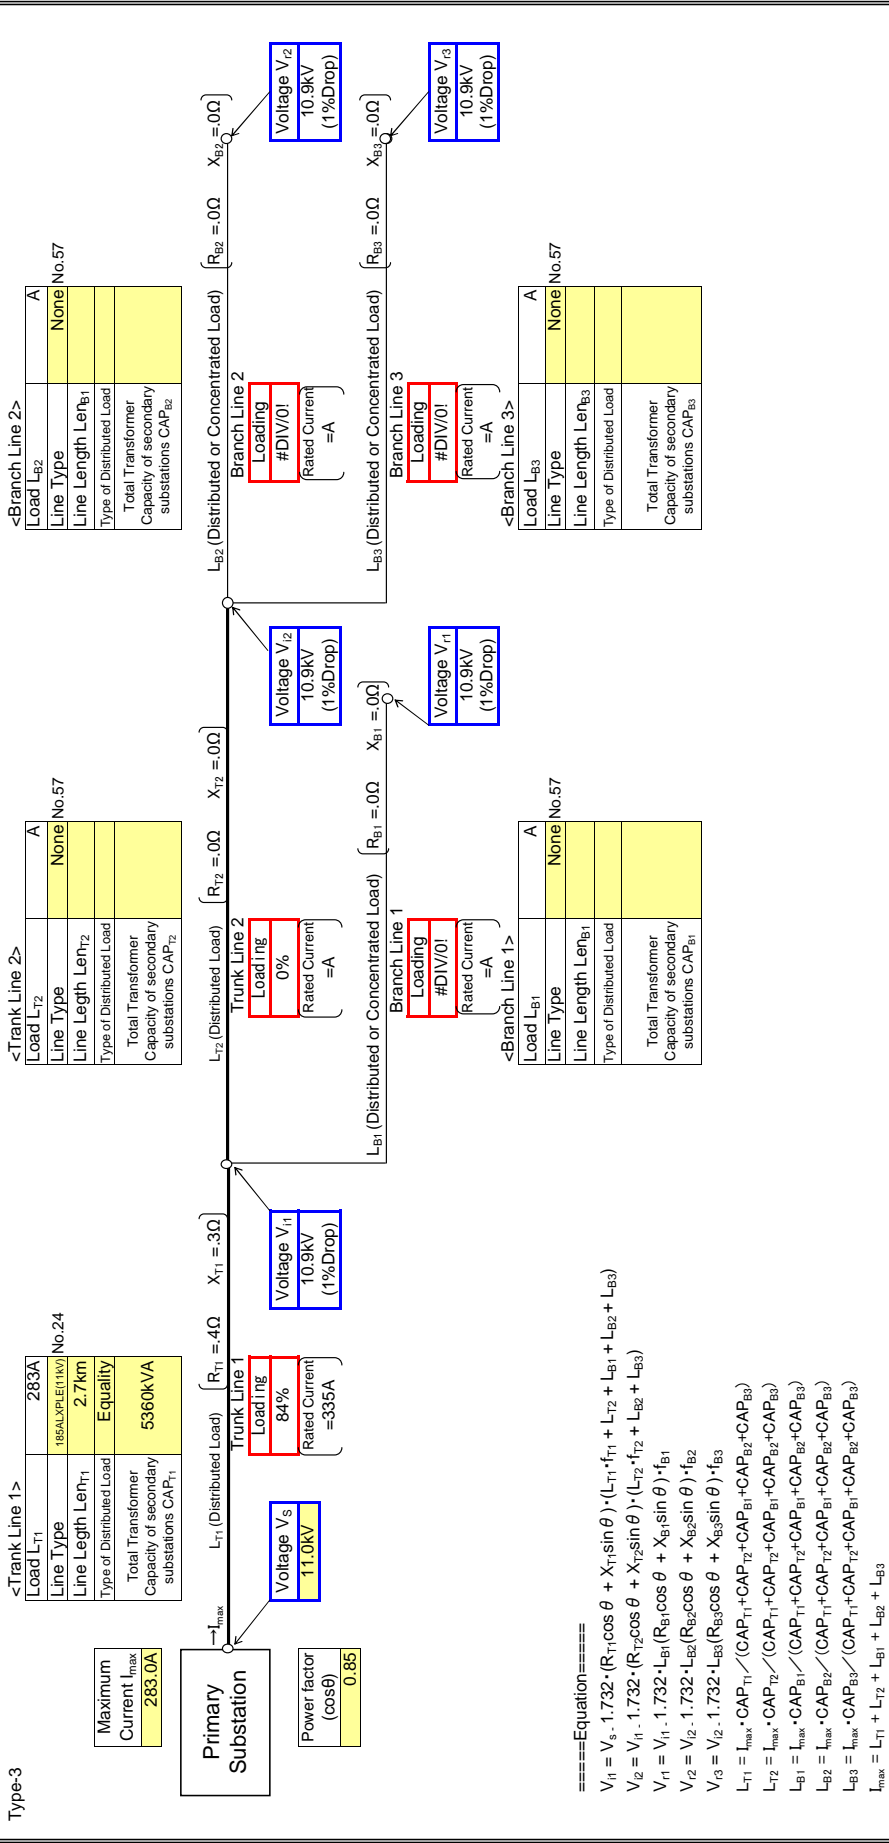 Type-3
Maximum
Current Imax
283.0A
Primary
Substation
Power factor
(cosθ)
0.85
→Imax
Voltage VS
11.0kV
<Trank Line 1>
Load LT1 283A
Line Type 185ALXPLE(11kV) No.24
Line Legth LenT1 2.7km
Type of Distributed Load Equality
Total Transformer
Capacity of secondary
substations CAPT1
5360kVA
LT1 (Distributed Load)
RT1 =.4Ω XT1 =.3Ω
Trunk Line 1
Loading
84%
Rated Current
=335A
Voltage Vi1
10.9kV
(1%Drop)
<Trank Line 2>
Load LT2 A
Line Type None No.57
Line Legth LenT2
Type of Distributed Load
Total Transformer
Capacity of secondary
substations CAPT2
LT2 (Distributed Load)
RT2 =.0Ω XT2 =.0Ω
Trunk Line 2
Loading
0%
Rated Current
=A
Voltage Vi2
10.9kV
(1%Drop)
LB1 (Distributed or Concentrated Load)
RB1 =.0Ω XB1 =.0Ω
Branch Line 1
Loading
#DIV/0!
Rated Current
=A
Voltage Vr1
10.9kV
(1%Drop)
<Branch Line 1>
Load LB1 A
Line Type None No.57
Line Length LenB1
Type of Distributed Load
Total Transformer
Capacity of secondary
substations CAPB1
<Branch Line 2>
Load LB2 A
Line Type None No.57
Line Length LenB1
Type of Distributed Load
Total Transformer
Capacity of secondary
substations CAPB2
LB2 (Distributed or Concentrated Load)
RB2 =.0Ω XB2 =.0Ω
Branch Line 2
Loading
#DIV/0!
Rated Current
=A
Voltage Vr2
10.9kV
(1%Drop)
LB3 (Distributed or Concentrated Load)
RB3 =.0Ω XB3 =.0Ω
Branch Line 3
Loading
#DIV/0!
Rated Current
=A
Voltage Vr3
10.9kV
(1%Drop)
<Branch Line 3>
Load LB3 A
Line Type None No.57
Line Length LenB3
Type of Distributed Load
Total Transformer
Capacity of secondary
substations CAPB3
=====Equation=====
Vi1 = Vs - 1.732・(RT1cosθ + XT1sinθ)・(LT1・fT1 + LT2 + LB1 + LB2 + LB3)
Vi2 = Vi1 - 1.732・(RT2cosθ + XT2sinθ)・(LT2・fT2 + LB2 + LB3)
Vr1 = Vi1 - 1.732・LB1(RB1cosθ + XB1sinθ)・fB1
Vr2 = Vi2 - 1.732・LB2(RB2cosθ + XB2sinθ)・fB2
Vr3 = Vi2 - 1.732・LB3(RB3cosθ + XB3sinθ)・fB3
LT1 = Imax・CAPT1／(CAPT1+CAPT2+CAPB1+CAPB2+CAPB3)
LT2 = Imax・CAPT2／(CAPT1+CAPT2+CAPB1+CAPB2+CAPB3)
LB1 = Imax・CAPB1／(CAPT1+CAPT2+CAPB1+CAPB2+CAPB3)
LB2 = Imax・CAPB2／(CAPT1+CAPT2+CAPB1+CAPB2+CAPB3)
LB3 = Imax・CAPB3／(CAPT1+CAPT2+CAPB1+CAPB2+CAPB3)
Imax = LT1 + LT2 + LB1 + LB2 + LB3